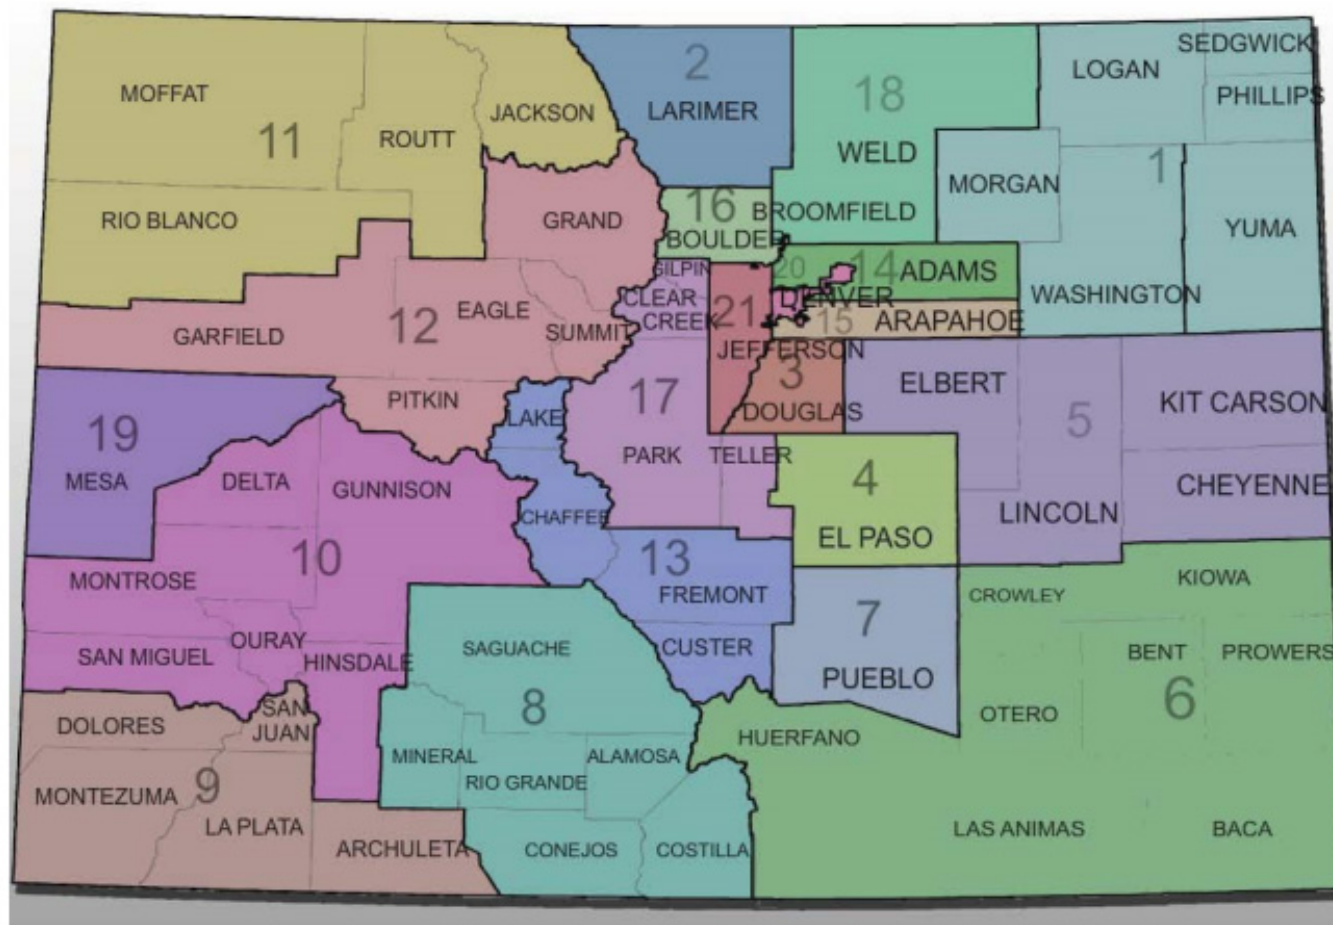 SEDGWICK
2
LOGAN
MOFFAT
18
PHILLIPS
JACKSON
LARIMER
11
ROUTT
WELD
1
MORGAN
RIO BLANCO
GRAND
16
BROOMFIELD
YUMA
BOULDER
GILPIN
20
14
ADAMS
CLEAR
CREEK
DENVER
WASHINGTON
EAGLE
12
21
15
ARAPAHOE
GARFIELD
SUMMIT
JEFFERSON
3
ELBERT
PITKIN
17
KIT CARSON
LAKE
DOUGLAS
5
19
MESA
DELTA
GUNNISON
PARK
TELLER
4
CHEYENNE
CHAFFEE
LINCOLN
EL PASO
10
13
MONTROSE
KIOWA
FREMONT
CROWLEY
7
OURAY
SAN MIGUEL
HINSDALE
SAGUACHE
CUSTER
BENT
PROWERS
PUEBLO
6
8
SAN
JUAN
DOLORES
OTERO
HUERFANO
MINERAL
ALAMOSA
RIO GRANDE
9
MONTEZUMA
LA PLATA
LAS ANIMAS
BACA
ARCHULETA
CONEJOS
COSTILLA